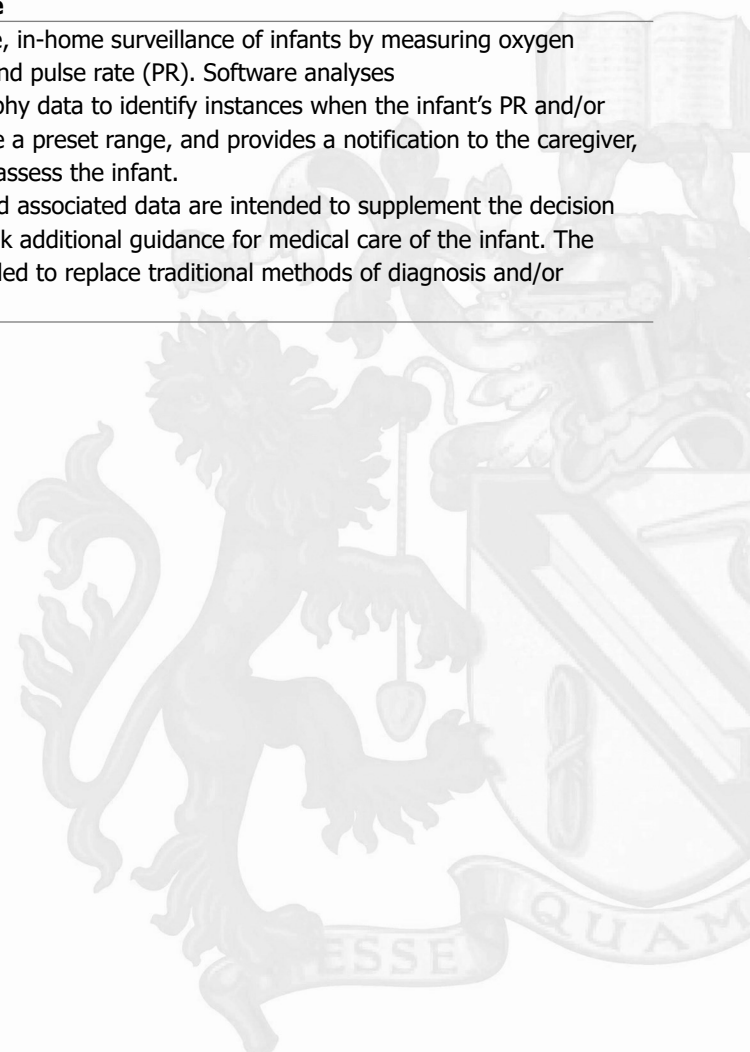 e
e, in-home surveillance of infants by measuring oxygen
nd pulse rate (PR). Software analyses
phy data to identify instances when the infant’s PR and/or
e a preset range, and provides a notification to the caregiver,
assess the infant.
d associated data are intended to supplement the decision
k additional guidance for medical care of the infant. The
ded to replace traditional methods of diagnosis and/or
ESSE
QUAM